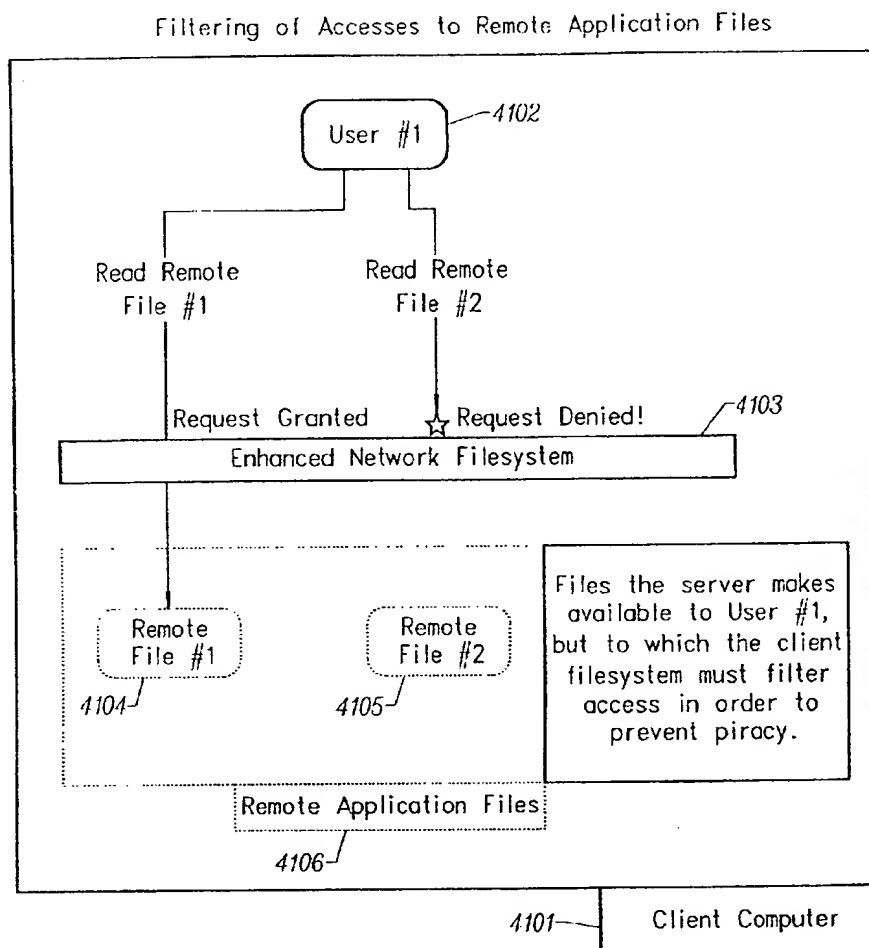 Filtering of Accesses to Remote Application Files
4102
User #1
Read Remote
File #1
Read Remote
File #2
Request Granted
Request Denied!
4103
Enhanced Network Filesystem
Remote
File #1
4104
Remote
File #2
4105
Files the server makes
available to User #1,
but to which the client
filesystem must filter
access in order to
prevent piracy.
Remote Application Files
4106
4101
Client Computer